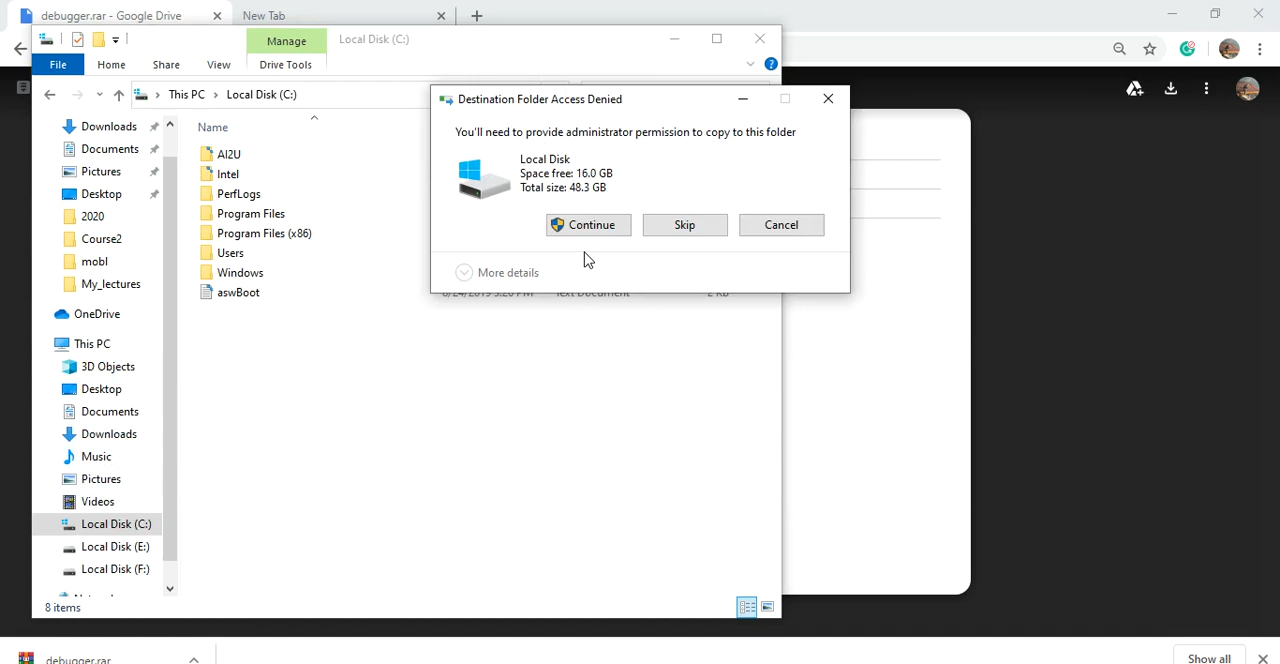 debugger.rar - Google Drive
New Tab
Manage
Local Disk (C:)
File
Home
Share
View
Drive Tools
This PC
Local Disk (C:)
Downloads
Documents
Pictures
Desktop
2020
Course2
mobl
My_lectures
OneDrive
This PC
3D Objects
Desktop
Documents
Downloads
Music
Pictures
Videos
Local Disk (C:)
Local Disk (E:)
Local Disk (F:)
Name
AI2U
Intel
PerfLogs
Program Files
Program Files (x86)
Users
Windows
aswBoot
Text Document
2 KB
Destination Folder Access Denied
You'll need to provide administrator permission to copy to this folder
Local Disk
Space free: 16.0 GB
Total size: 48.3 GB
Continue
Skip
Cancel
More details
8 items
debugger.rar
Show all